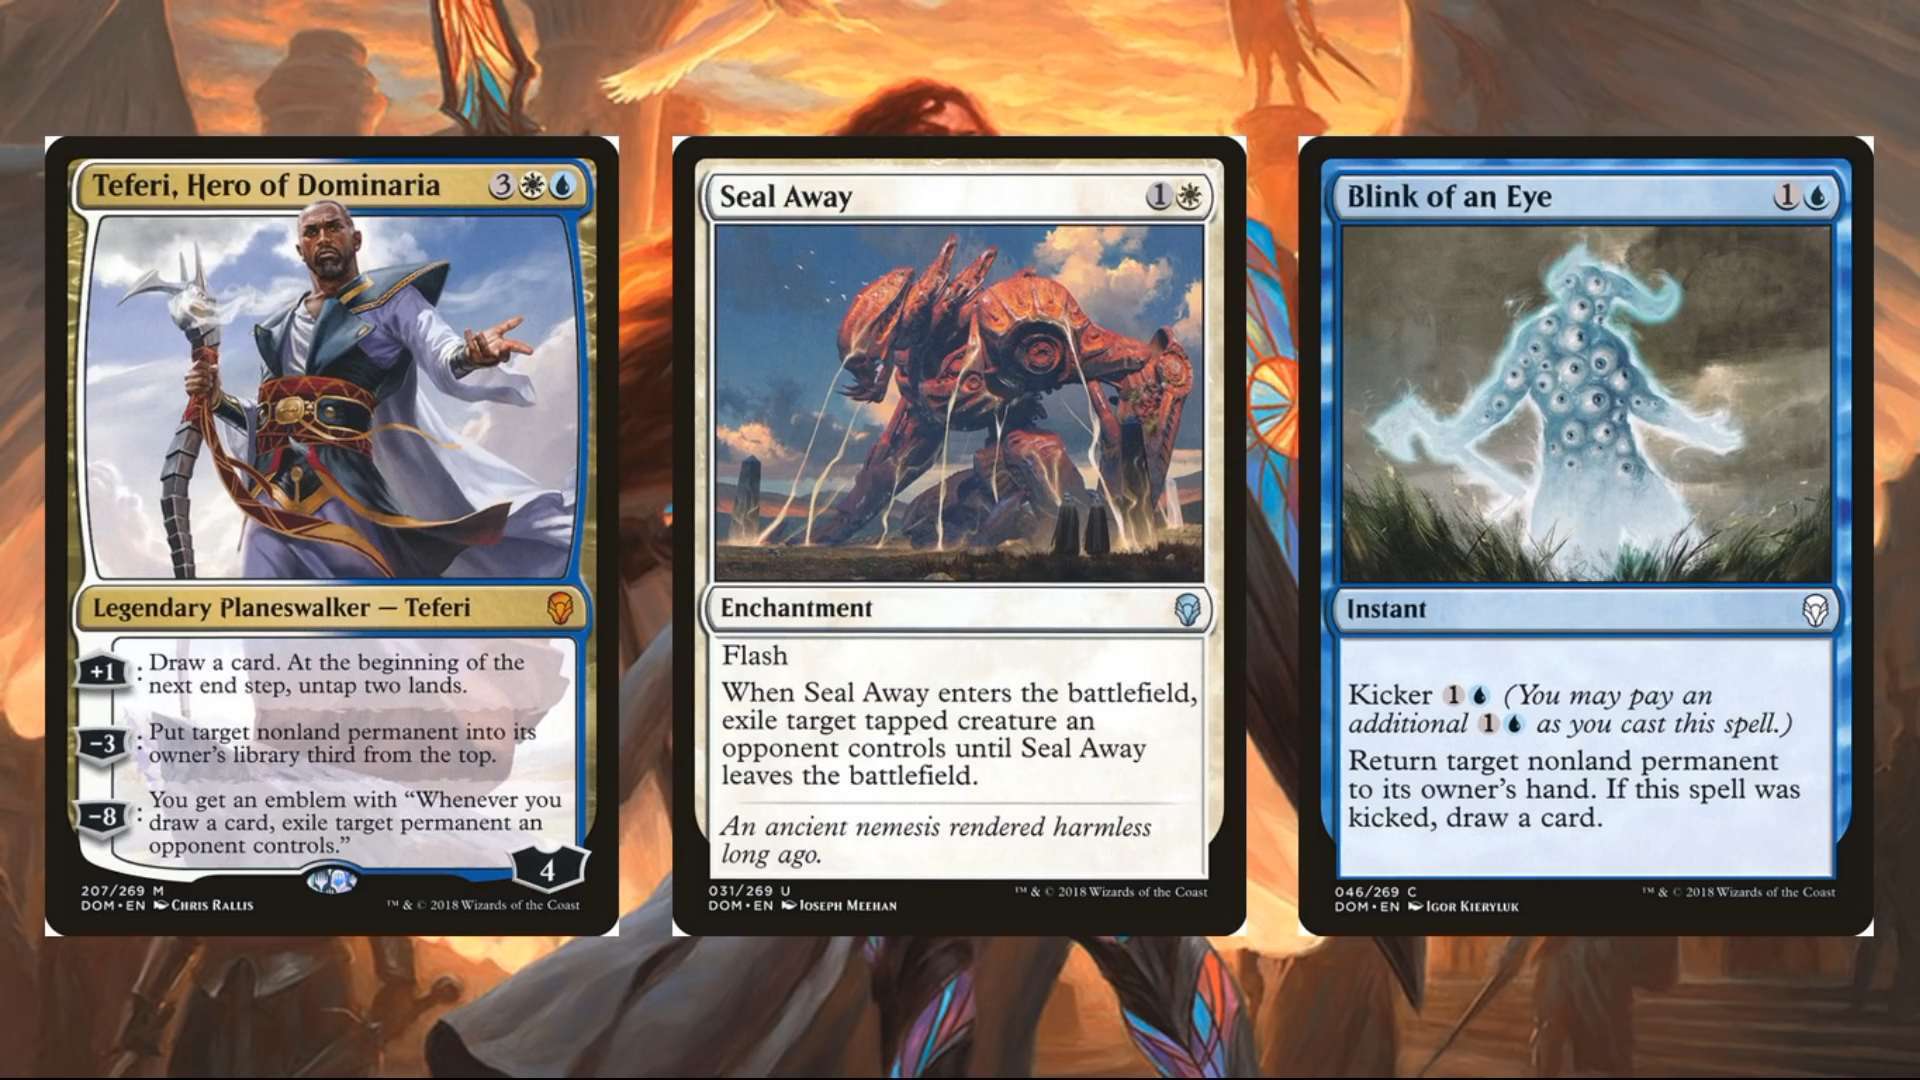 Teferi, Hero of Dominaria 3
Legendary Planeswalker — Teferi
+1 : Draw a card. At the beginning of the
next end step, untap two lands.
-3 : Put target nonland permanent into its
owner's library third from the top.
-8 : You get an emblem with “Whenever you
draw a card, exile target permanent an
opponent controls.”
4
207/269 M
DOM • EN CHRIS RALLIS
™ & © 2018 Wizards of the Coast
Seal Away 1
Enchantment
Flash
When Seal Away enters the battlefield,
exile target tapped creature an
opponent controls until Seal Away
leaves the battlefield.
An ancient nemesis rendered harmless
long ago.
031/269 U
DOM • EN JOSEPH MEEHAN
™ & © 2018 Wizards of the Coast
Blink of an Eye 1
Instant
Kicker 1 (You may pay an
additional 1 as you cast this spell.)
Return target nonland permanent
to its owner's hand. If this spell was
kicked, draw a card.
046/269 C
DOM • EN IGOR KIERYLUK
™ & © 2018 Wizards of the Coast